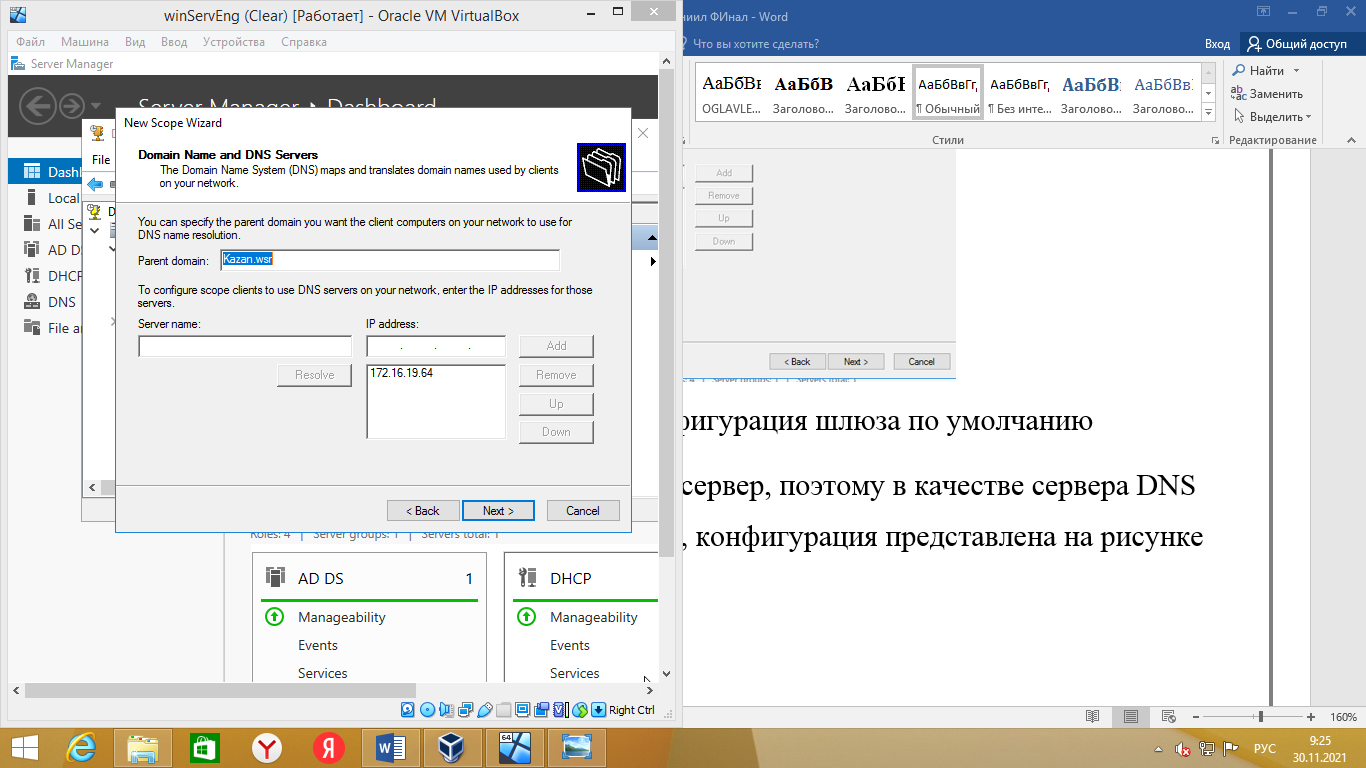 winServEng (Clear) [Работает] - Oracle VM VirtualBox
Файл Машина Вид Ввод Устройства Справка
Server Manager
Server Manager Dashboard
New Scope Wizard
Domain Name and DNS Servers
The Domain Name System (DNS) maps and translates domain names used by clients
on your network.
File
Dashb
Local
All Se
AD D
DHCP
DNS
File a
D
You can specify the parent domain you want the client computers on your network to use for
DNS name resolution.
Parent domain: Kazan.wsr
To configure scope clients to use DNS servers on your network, enter the IP addresses for those
servers.
Server name: IP address:
. . . Add
Resolve 172.16.19.64 Remove
Up
Down
< Back Next > Cancel
Roles: 4 | Server groups: 1 | Servers total: 1
AD DS 1
Manageability
Events
Services
DHCP
Manageability
Events
Services
Right Ctrl
ниил ФИнал - Word
Что вы хотите сделать?
Вход Общий доступ
АаБбВв АаБбВ АаБбІ АаБбВвГг, АаБбВвГг, АаБбВ АаБбВв
OGLAVLE... Заголово... Заголово... ¶ Обычный ¶ Без инте... Заголово... Заголово...
Стили
Найти
Заменить
Выделить
Редактирование
Add
Remove
Up
Down
< Back Next > Cancel
фигурация шлюза по умолчанию
сервер, поэтому в качестве сервера DNS
, конфигурация представлена на рисунке
160%
РУС
9:25
30.11.2021